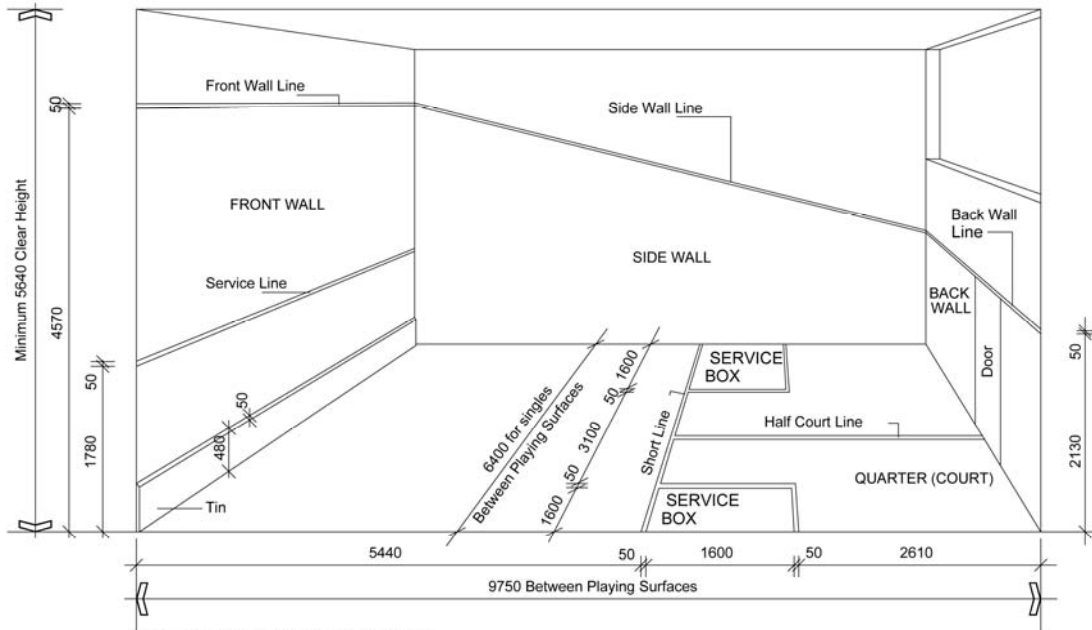 Front Wall Line
50
Side Wall Line
Minimum 5640 Clear Height
FRONT WALL
Back Wall
Line
SIDE WALL
Service Line
BACK
WALL
4570
Door
50
50
SERVICE
BOX
1600
50
50
6400 for singles
Between Playing Surfaces
3100
Short Line
Half Court Line
1780
480
2130
50
QUARTER (COURT)
Tin
1600
SERVICE
BOX
5440
50
1600
50
2610
9750 Between Playing Surfaces